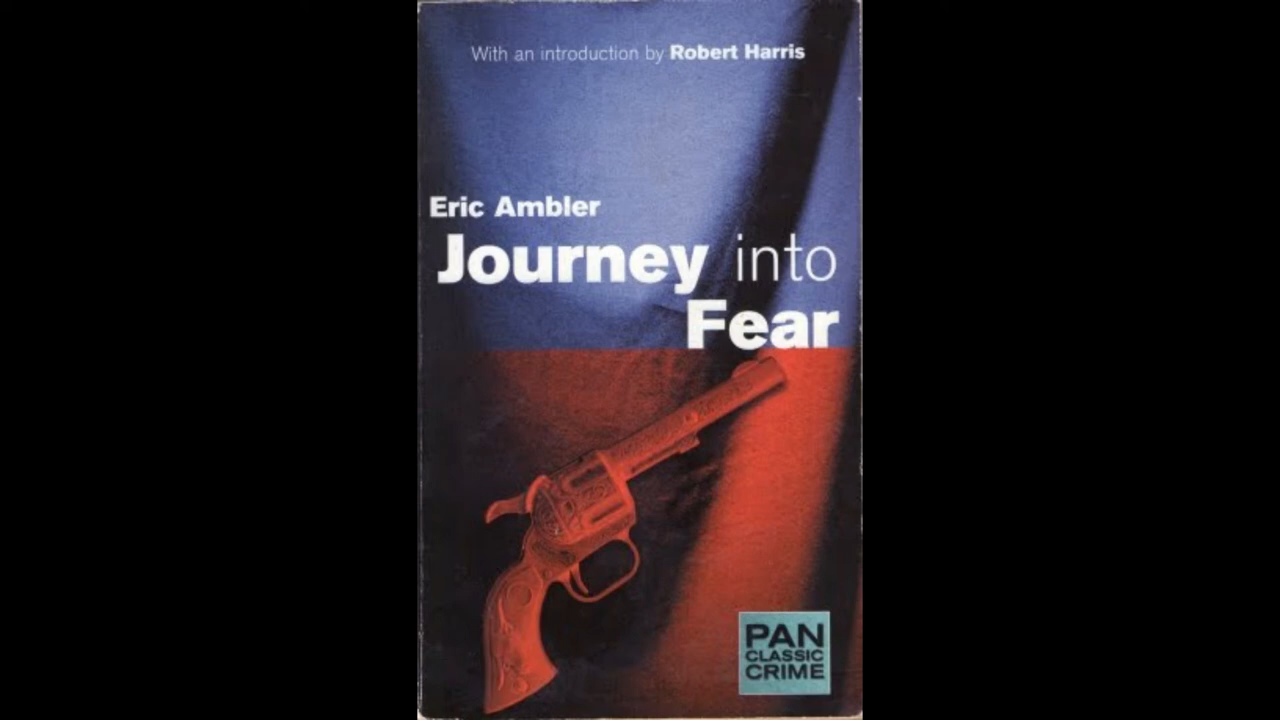 With an introduction by Robert Harris
Eric Ambler
Journey into
Fear
PAN
CLASSIC
CRIME